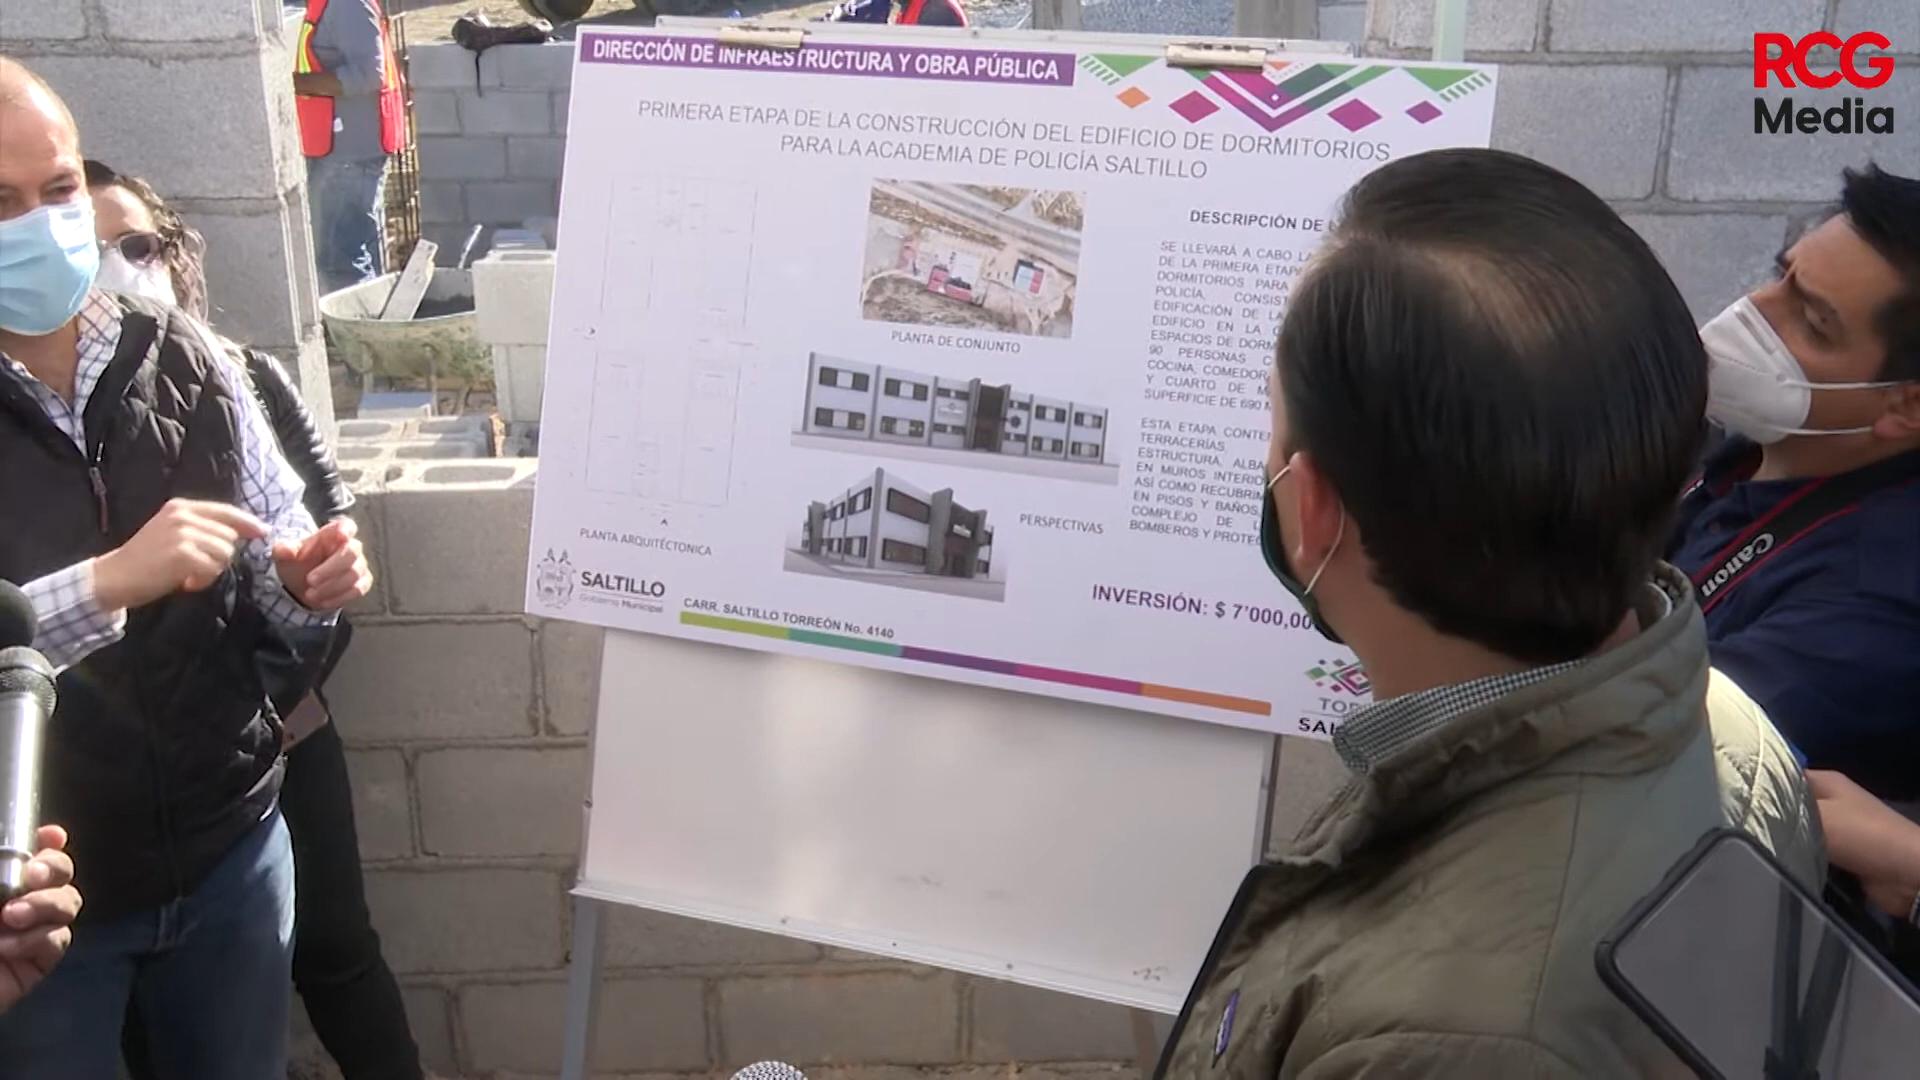 RCG
Media
DIRECCIÓN DE INFRAESTRUCTURA Y OBRA PÚBLICA
PRIMERA ETAPA DE LA CONSTRUCCIÓN DEL EDIFICIO DE DORMITORIOS
PARA LA ACADEMIA DE POLICÍA SALTILLO
PLANTA DE CONJUNTO
PERSPECTIVAS
PLANTA ARQUITÉCTONICA
DESCRIPCIÓN DE
SE LLEVARÁ A CABO
DE LA PRIMERA ETAPA
DORMITORIOS PARA
POLICÍA,
EDIFICACIÓN DE LA
EDIFICIO EN LA
ESPACIOS DE
90 PERSONAS
COCINA, COMEDOR
Y CUARTO DE
SUPERFICIE DE 690
ESTA ETAPA
TERRACERÍAS
ESTRUCTURA,
EN MUROS
ASÍ COMO
EN PISOS Y BAÑOS,
COMPLEJO DE
BOMBEROS Y
INVERSIÓN: $ 7'000,00
SALTILLO
Gobierno Municipal
CARR. SALTILLO TORREÓN No. 4140
Canon